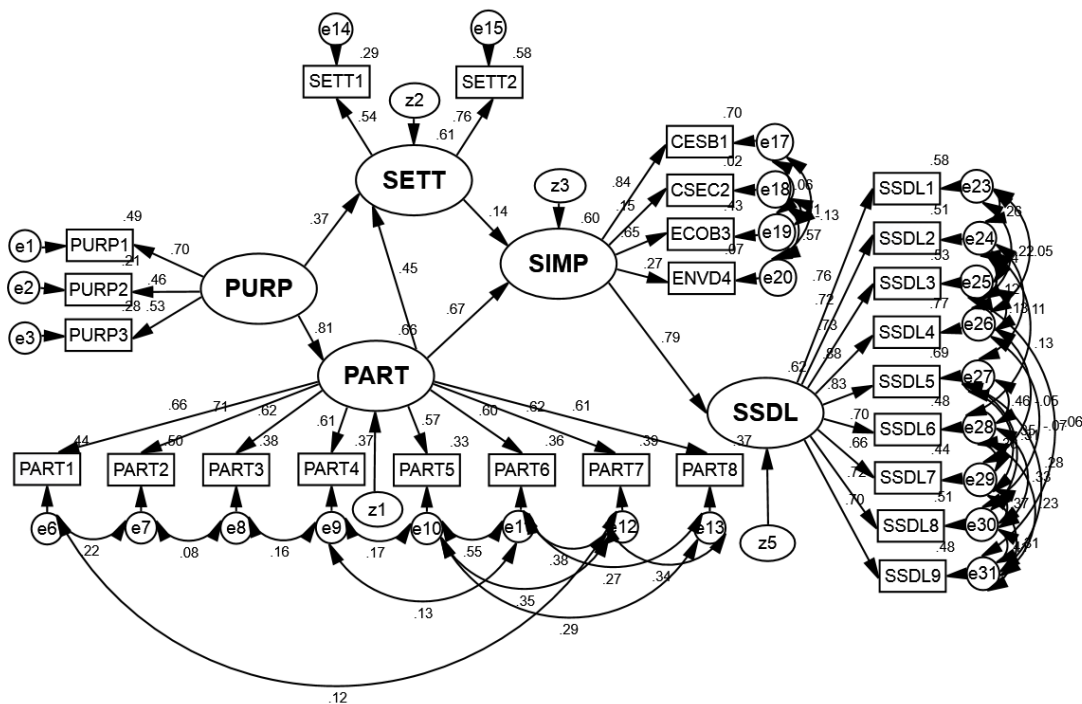 e14
e15
.29
.58
SETT1
SETT2
z2
.54
.61
.76
SETT
.70
CESB1
e17
.02
z3
CSEC2
e18
.06
.84
.15
.43
-.13
.60
.65
ECOB3
e19
.57
.07
SIMP
.27
ENVD4
e20
.37
.14
.45
.67
.49
e1
PURP1
.70
.21
e2
PURP2
.46
PURP
.28
.53
e3
PURP3
.81
.66
PART
.79
.58
SSDL1
e23
.26
.51
SSDL2
e24
.22
.05
.53
SSDL3
e25
.12
.76
.72
.77
.13
.11
.73
SSDL4
e26
.62
.88
.69
.13
SSDL
.83
SSDL5
e27
.48
.46
.05
.70
SSDL6
e28
-.07
-.06
.66
.44
.72
SSDL7
e29
.33
.28
.51
.37
.23
.70
SSDL8
e30
.48
.31
SSDL9
e31
z5
.66
.71
.62
.61
.57
.60
.62
.61
.44
.50
.38
.37
.33
.36
.39
.37
PART1
PART2
PART3
PART4
PART5
PART6
PART7
PART8
z1
e6
e7
e8
e9
e10
e11
e12
e13
.22
.08
.16
.17
.55
.38
.27
.34
.13
.35
.29
.12